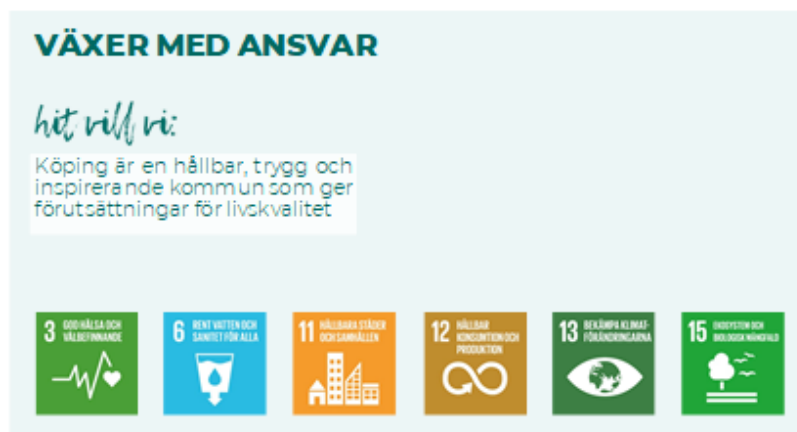 VÄXER MED ANSVAR
hit vill vi:
Köping är en hållbar, trygg och
inspirerande kommun som ger
förutsättningar för livskvalitet
3 GOD HÄLSA OCH
VÄLBEFINNANDE
6 RENT VATTEN OCH
SANITET FÖR ALLA
11 HÅLLBARA STÄDER
OCH SAMHÄLLEN
12 HÅLLBAR
KONSUMTION OCH
PRODUKTION
13 BEKÄMPA KLIMAT-
FÖRÄNDRINGARNA
15 EKOSYSTEM OCH
BIOLOGISK MÅNGFALD